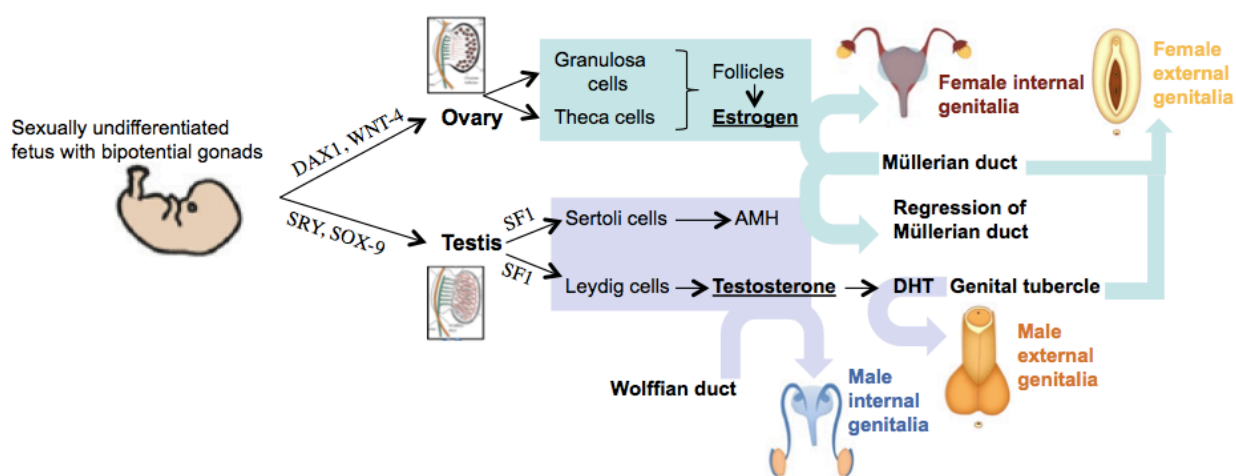 Sexually undifferentiated
fetus with bipotential gonads
DAX1, WNT-4
SRY, SOX-9
Ovary
Granulosa
cells
Theca cells
Follicles
Estrogen
Female internal
genitalia
Female
external
genitalia
Müllerian duct
Regression of
Müllerian duct
Testis
SF1
SF1
Sertoli cells
AMH
Leydig cells
Testosterone
DHT
Genital tubercle
Wolffian duct
Male
internal
genitalia
Male
external
genitalia